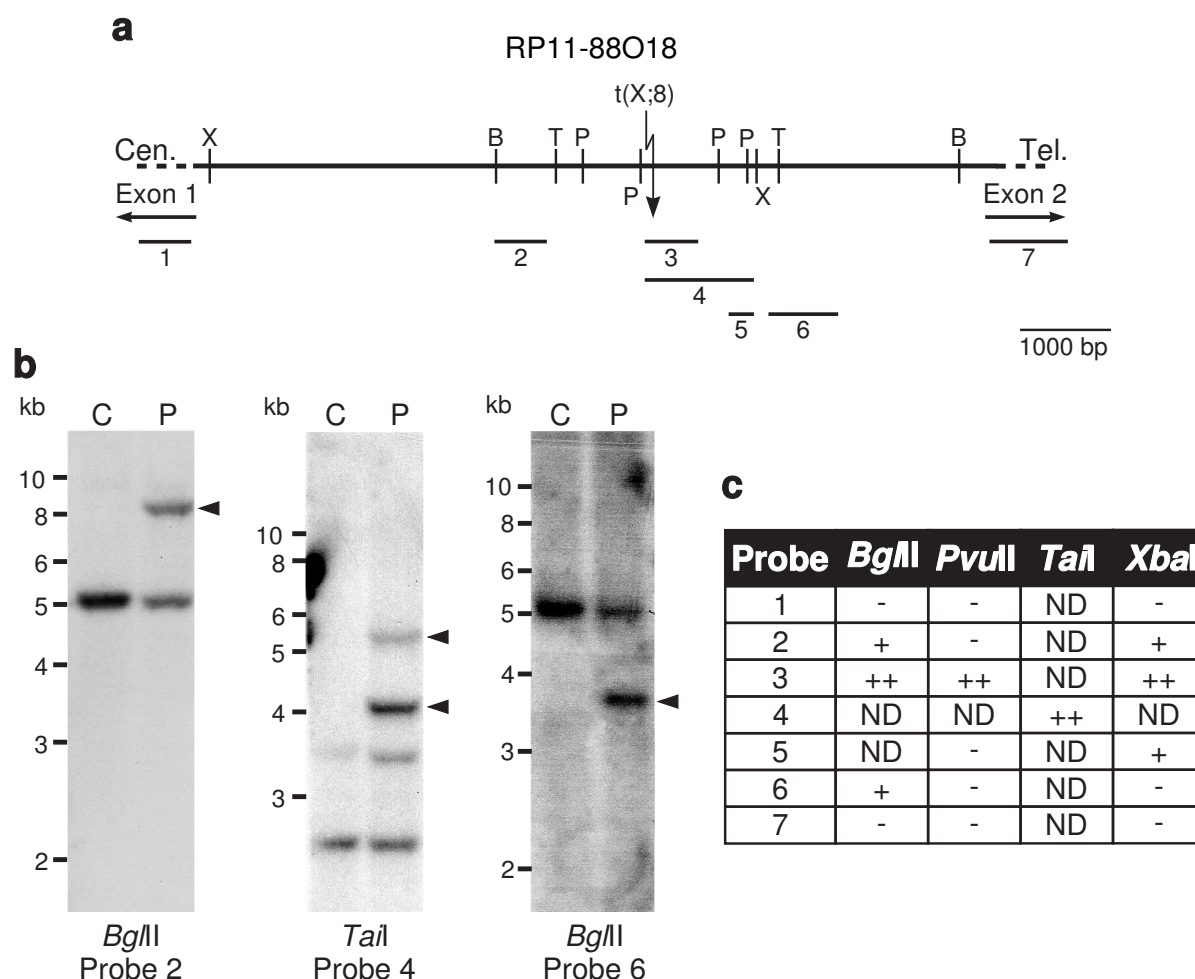 a
RP11-88O18
t(X;8)
X B T P P P T B
Cen. Tel.
P X
Exon 1 Exon 2
1 2 3 7
4
5 6
1000 bp
b
kb C P
10
8
6
5
4
3
2
BglII
Probe 2
kb C P
10
8
6
5
4
3
TaiI
Probe 4
kb C P
10
8
6
5
4
3
2
BglII
Probe 6
c
Probe BglII PvuII TaiI XbaI
1 - - ND -
2 + - ND +
3 ++ ++ ND ++
4 ND ND ++ ND
5 ND - ND +
6 + - ND -
7 - - ND -